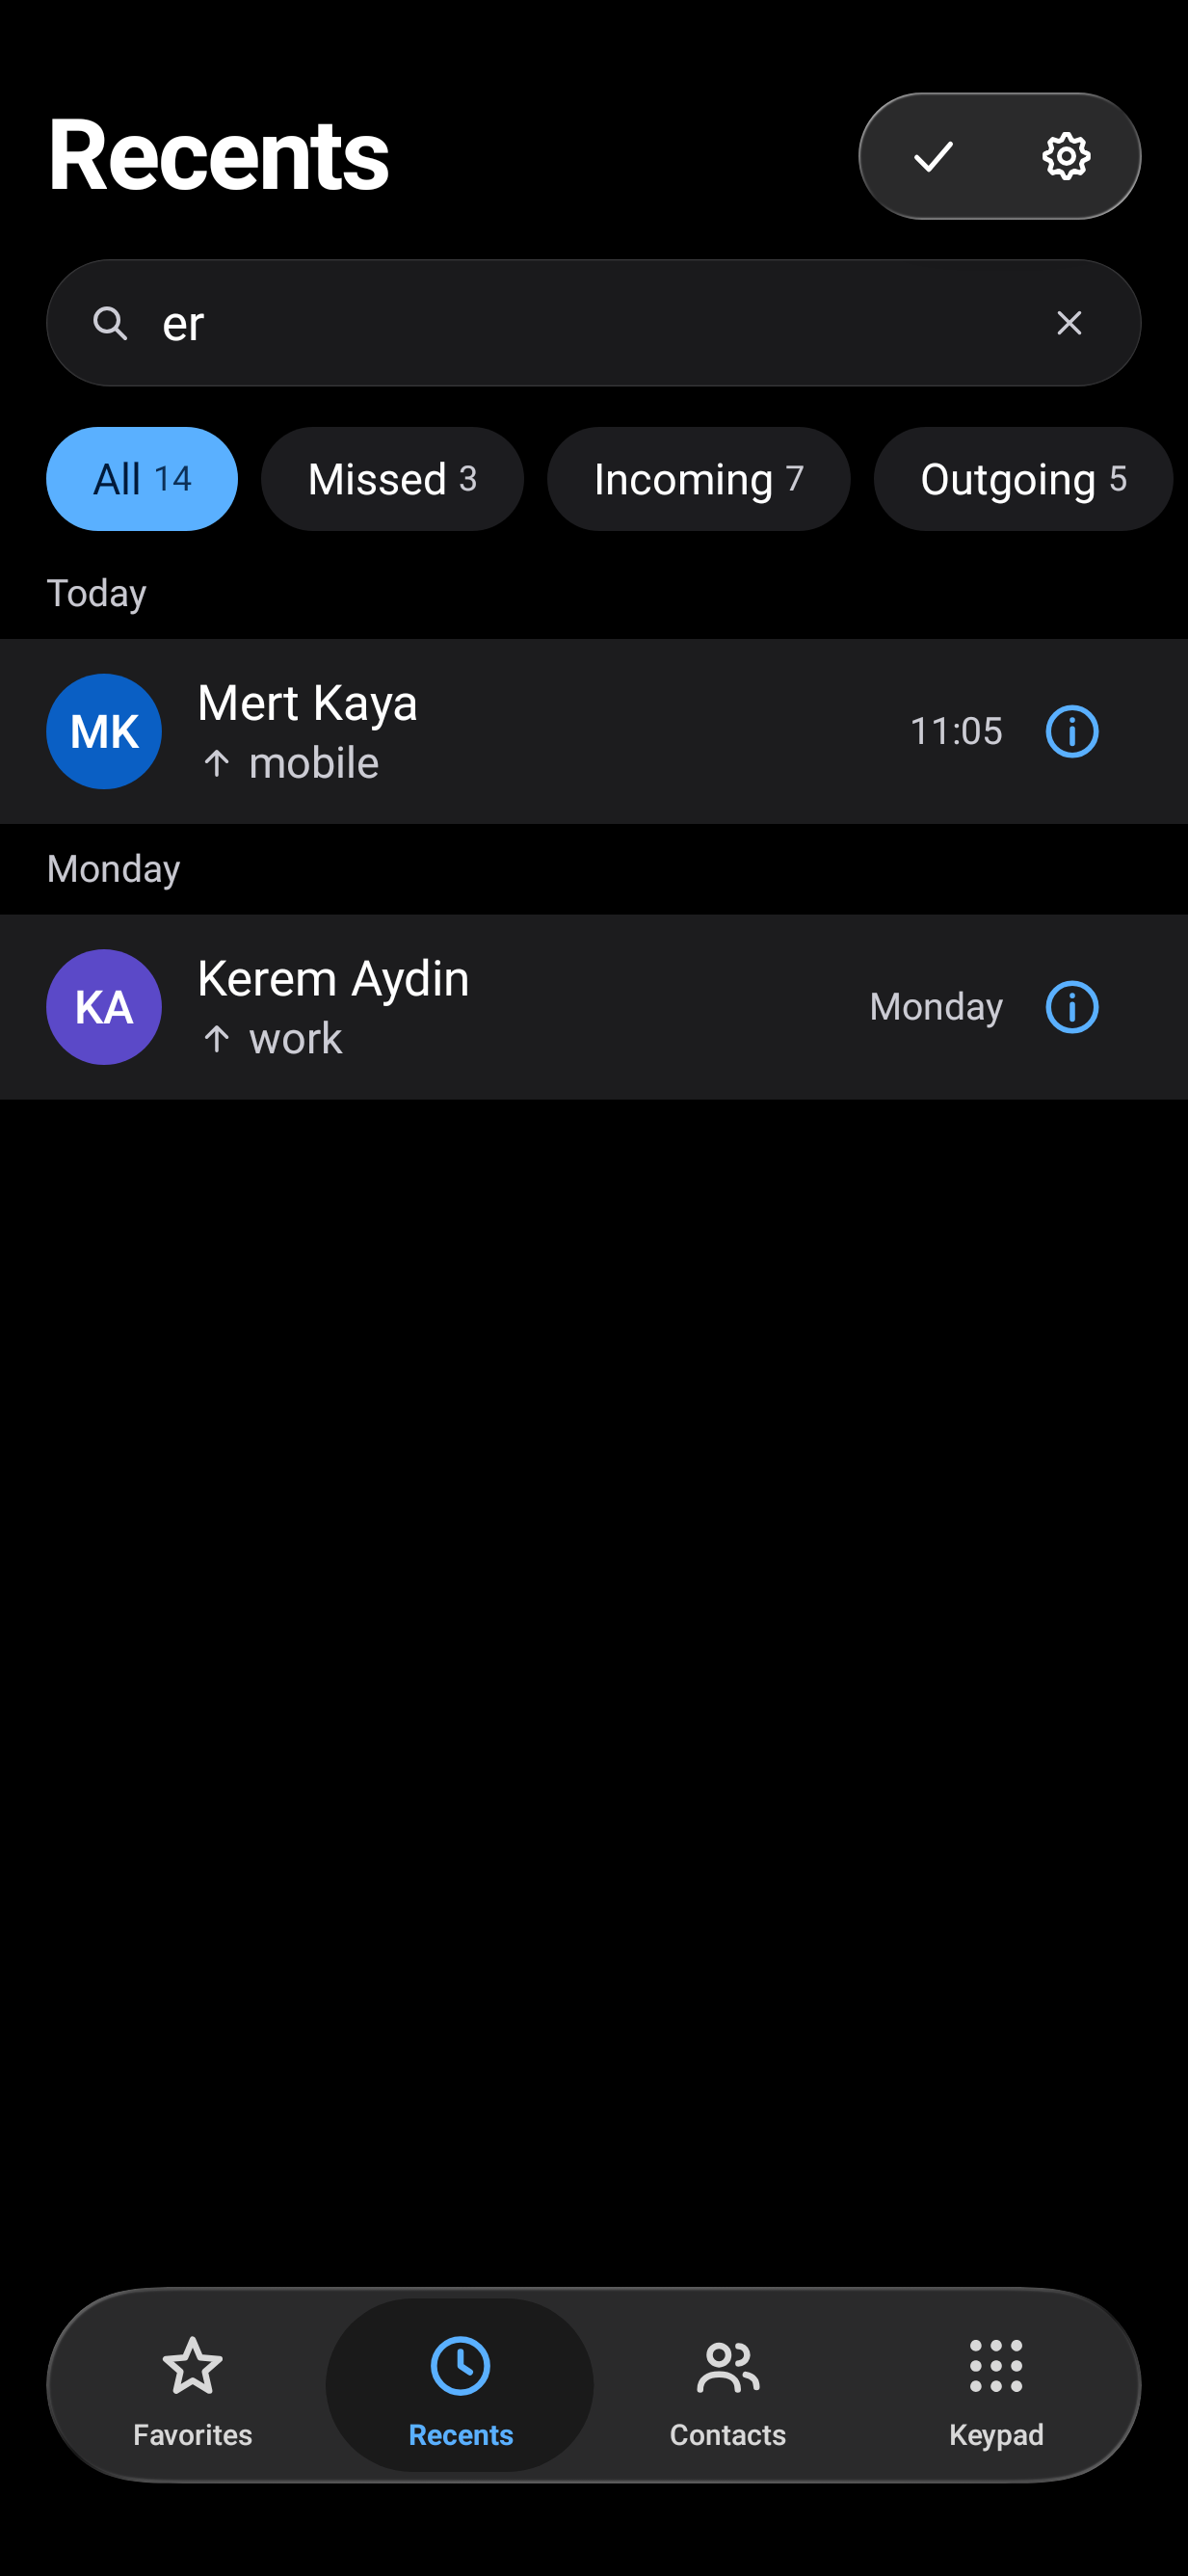 Recents
er
All 14 Missed 3 Incoming 7 Outgoing 5
Today
MK Mert Kaya
mobile
11:05
Monday
KA Kerem Aydin
work
Monday
Favorites Recents Contacts Keypad